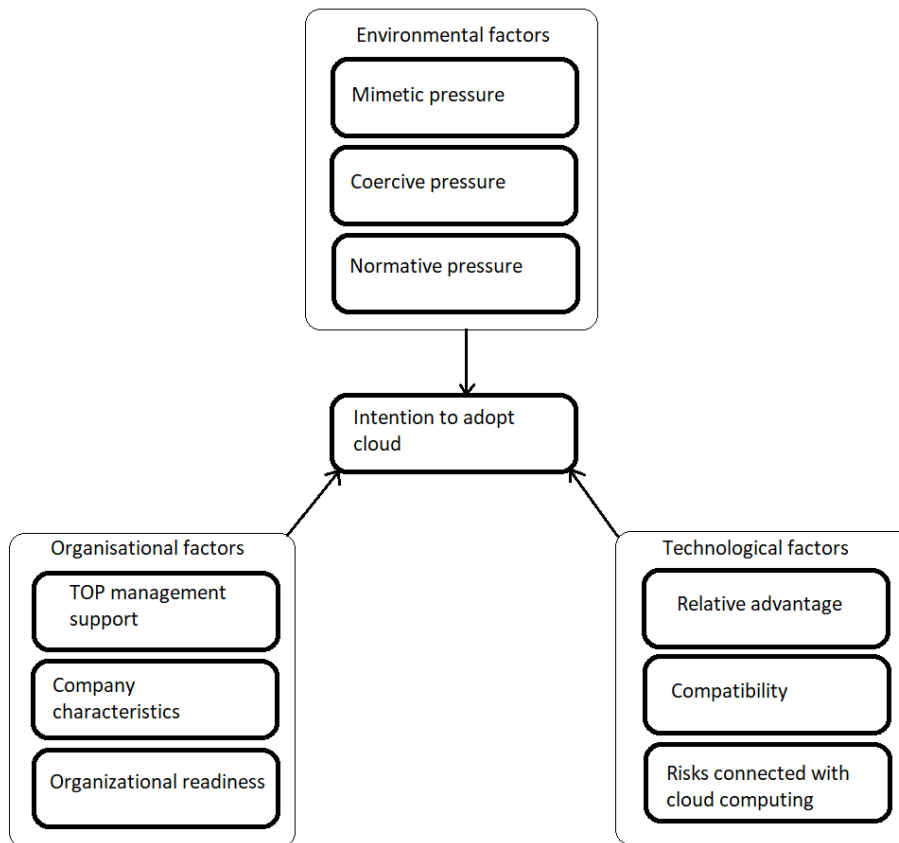 Environmental factors
Mimetic pressure
Coercive pressure
Normative pressure
Intention to adopt
cloud
Organisational factors
TOP management
support
Company
characteristics
Organizational readiness
Technological factors
Relative advantage
Compatibility
Risks connected with
cloud computing